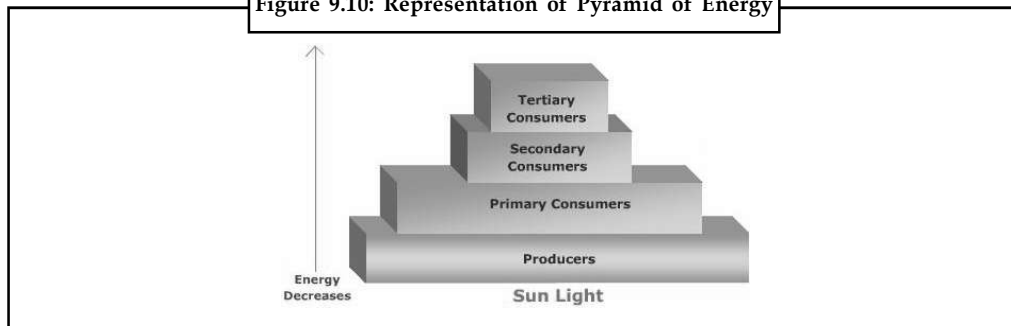 Figure 9.10: Representation of Pyramid of Energy
Tertiary
Consumers
Secondary
Consumers
Primary Consumers
Producers
Energy
Decreases
Sun Light